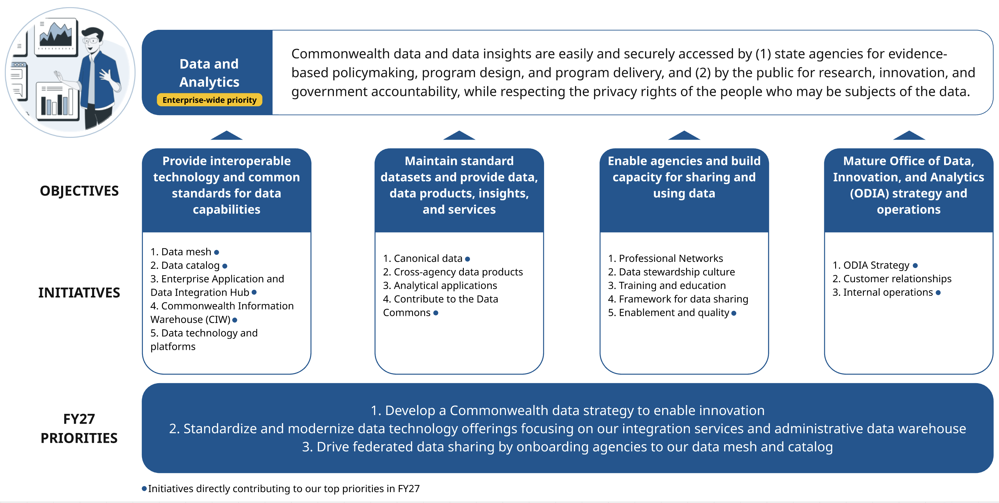 Data and
Analytics
Enterprise-wide priority
Commonwealth data and data insights are easily and securely accessed by (1) state agencies for evidence-
based policymaking, program design, and program delivery, and (2) by the public for research, innovation, and
government accountability, while respecting the privacy rights of the people who may be subjects of the data.
OBJECTIVES
Provide interoperable
technology and common
standards for data
capabilities
Maintain standard
datasets and provide data,
data products, insights,
and services
Enable agencies and build
capacity for sharing and
using data
Mature Office of Data,
Innovation, and Analytics
(ODIA) strategy and
operations
INITIATIVES
1. Data mesh ●
2. Data catalog ●
3. Enterprise Application and
Data Integration Hub ●
4. Commonwealth Information
Warehouse (CIW) ●
5. Data technology and
platforms
1. Canonical data ●
2. Cross-agency data products
3. Analytical applications
4. Contribute to the Data
Commons ●
1. Professional Networks
2. Data stewardship culture
3. Training and education
4. Framework for data sharing
5. Enablement and quality ●
1. ODIA Strategy ●
2. Customer relationships
3. Internal operations ●
FY27
PRIORITIES
1. Develop a Commonwealth data strategy to enable innovation
2. Standardize and modernize data technology offerings focusing on our integration services and administrative data warehouse
3. Drive federated data sharing by onboarding agencies to our data mesh and catalog
● Initiatives directly contributing to our top priorities in FY27